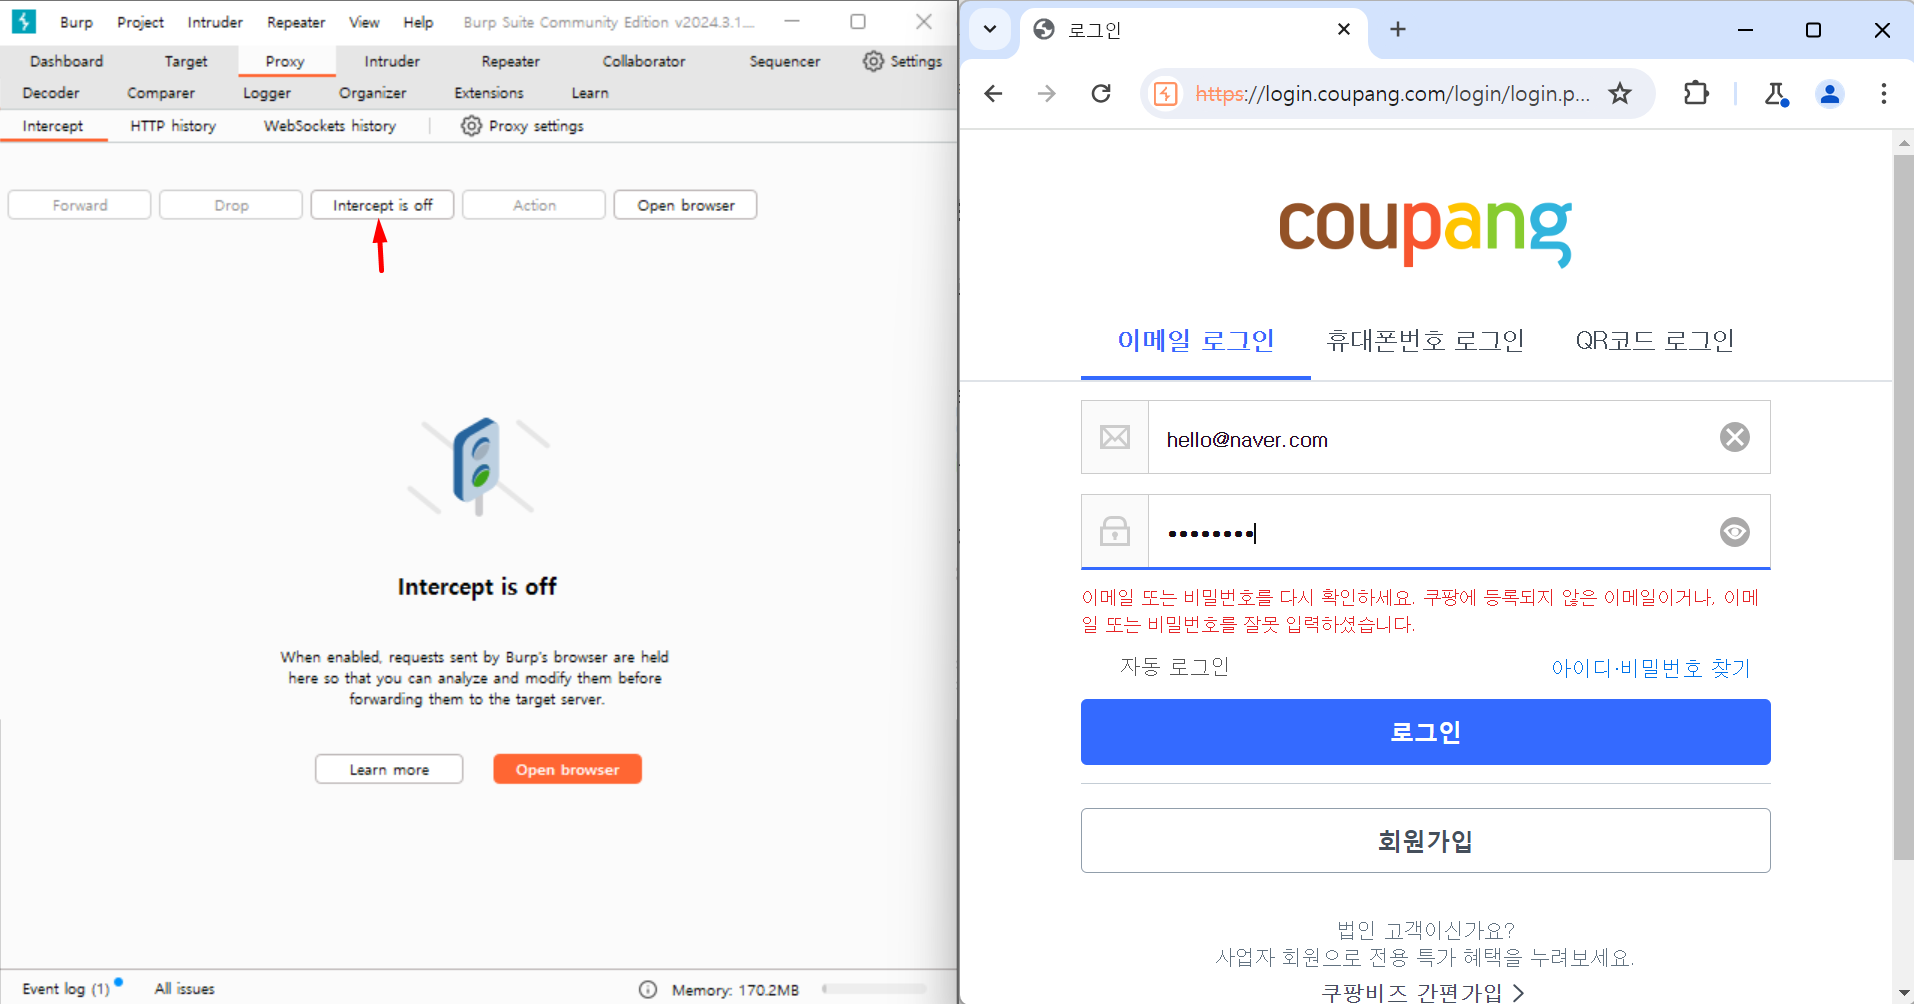 Burp Project Intruder Repeater View Help Burp Suite Community Edition v2024.3.1....
Dashboard Target Proxy Intruder Repeater Collaborator Sequencer Settings
Decoder Comparer Logger Organizer Extensions Learn
Intercept HTTP history WebSockets history Proxy settings
Forward Drop Intercept is off Action Open browser
Intercept is off
When enabled, requests sent by Burp's browser are held
here so that you can analyze and modify them before
forwarding them to the target server.
Learn more Open browser
Event log (1) All issues Memory: 170.2MB
로그인
https://login.coupang.com/login/login.p...
coupang
이메일 로그인 휴대폰번호 로그인 QR코드 로그인
hello@naver.com
••••••••
이메일 또는 비밀번호를 다시 확인하세요. 쿠팡에 등록되지 않은 이메일이거나, 이메
일 또는 비밀번호를 잘못 입력하셨습니다.
자동 로그인 아이디·비밀번호 찾기
로그인
회원가입
법인 고객이신가요?
사업자 회원으로 전용 특가 혜택을 누려보세요.
쿠팡비즈 간편가입 >